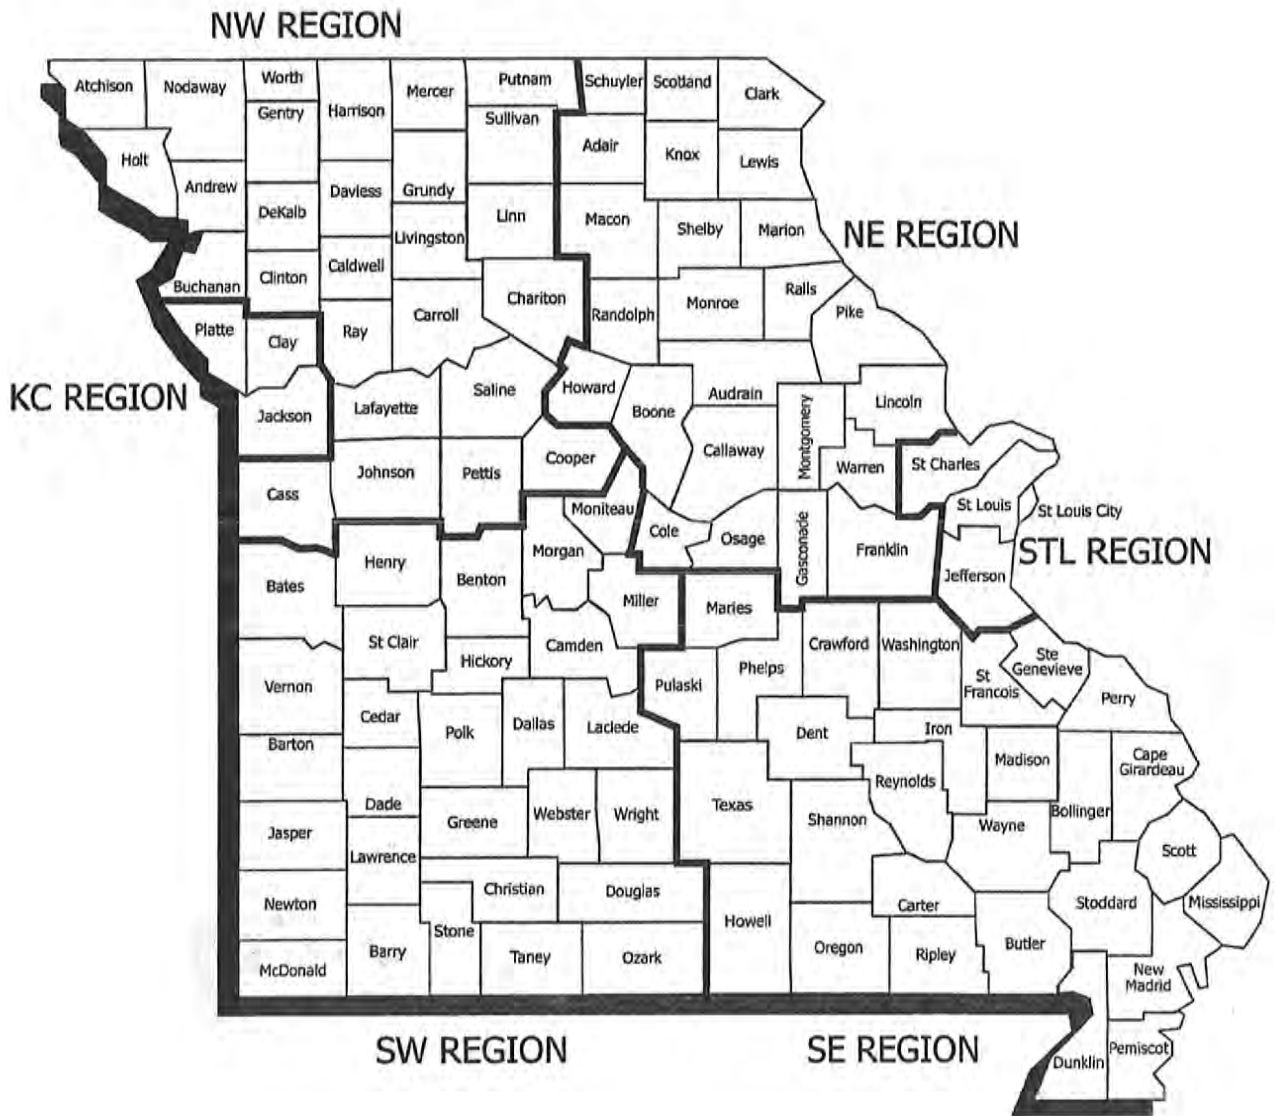 NW REGION
Atchison
Nodaway
Worth
Gentry
Harrison
Mercer
Putnam
Sullivan
Schuyler
Scotland
Clark
Adair
Knox
Lewis
Holt
Andrew
DeKalb
Daviess
Grundy
Linn
Macon
Shelby
Marion
NE REGION
Livingston
Buchanan
Clinton
Caldwell
Chariton
Carroll
Randolph
Monroe
Ralls
Pike
Platte
Clay
Ray
KC REGION
Jackson
Lafayette
Saline
Howard
Boone
Audrain
Montgomery
Lincoln
Callaway
Warren
St Charles
Cass
Johnson
Pettis
Cooper
Moniteau
Cole
Osage
Gasconade
Franklin
St Louis
St Louis City
STL REGION
Jefferson
Bates
Henry
Benton
Morgan
Miller
Maries
St Clair
Hickory
Camden
Pulaski
Phelps
Crawford
Washington
St
Francois
Ste
Genevieve
Perry
Vernon
Cedar
Polk
Dallas
Laclede
Dent
Iron
Madison
Cape
Girardeau
Barton
Dade
Greene
Webster
Wright
Texas
Shannon
Reynolds
Wayne
Bollinger
Scott
Jasper
Lawrence
Christian
Douglas
Newton
Stone
Howell
Carter
Stoddard
Mississippi
McDonald
Barry
Taney
Ozark
Oregon
Ripley
Butler
New
Madrid
SW REGION
SE REGION
Dunklin
Pemiscot